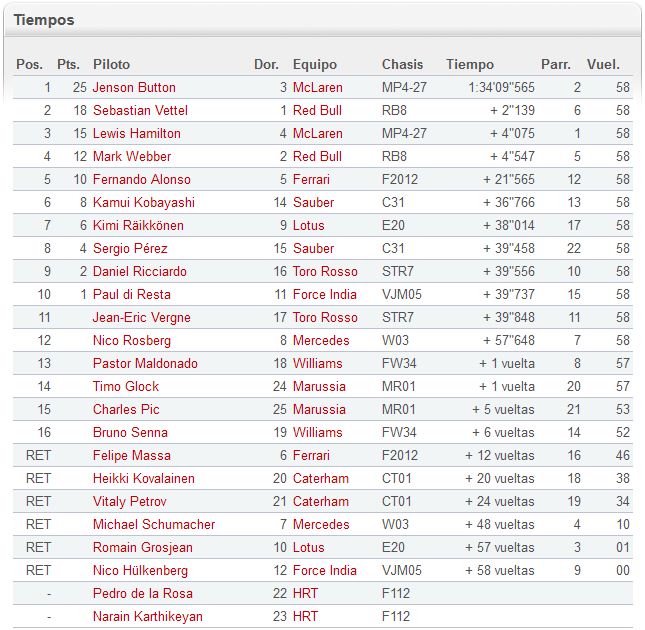 Tiempos
Pos. Pts. Piloto Dor. Equipo Chasis Tiempo Parr. Vuel.
1 25 Jenson Button 3 McLaren MP4-27 1:34'09"565 2 58
2 18 Sebastian Vettel 1 Red Bull RB8 + 2"139 6 58
3 15 Lewis Hamilton 4 McLaren MP4-27 + 4"075 1 58
4 12 Mark Webber 2 Red Bull RB8 + 4"547 5 58
5 10 Fernando Alonso 5 Ferrari F2012 + 21"565 12 58
6 8 Kamui Kobayashi 14 Sauber C31 + 36"766 13 58
7 6 Kimi Räikkönen 9 Lotus E20 + 38"014 17 58
8 4 Sergio Pérez 15 Sauber C31 + 39"458 22 58
9 2 Daniel Ricciardo 16 Toro Rosso STR7 + 39"556 10 58
10 1 Paul di Resta 11 Force India VJM05 + 39"737 15 58
11 Jean-Eric Vergne 17 Toro Rosso STR7 + 39"848 11 58
12 Nico Rosberg 8 Mercedes W03 + 57"648 7 58
13 Pastor Maldonado 18 Williams FW34 + 1 vuelta 8 57
14 Timo Glock 24 Marussia MR01 + 1 vuelta 20 57
15 Charles Pic 25 Marussia MR01 + 5 vueltas 21 53
16 Bruno Senna 19 Williams FW34 + 6 vueltas 14 52
RET Felipe Massa 6 Ferrari F2012 + 12 vueltas 16 46
RET Heikki Kovalainen 20 Caterham CT01 + 20 vueltas 18 38
RET Vitaly Petrov 21 Caterham CT01 + 24 vueltas 19 34
RET Michael Schumacher 7 Mercedes W03 + 48 vueltas 4 10
RET Romain Grosjean 10 Lotus E20 + 57 vueltas 3 01
RET Nico Hülkenberg 12 Force India VJM05 + 58 vueltas 9 00
- Pedro de la Rosa 22 HRT F112
- Narain Karthikeyan 23 HRT F112